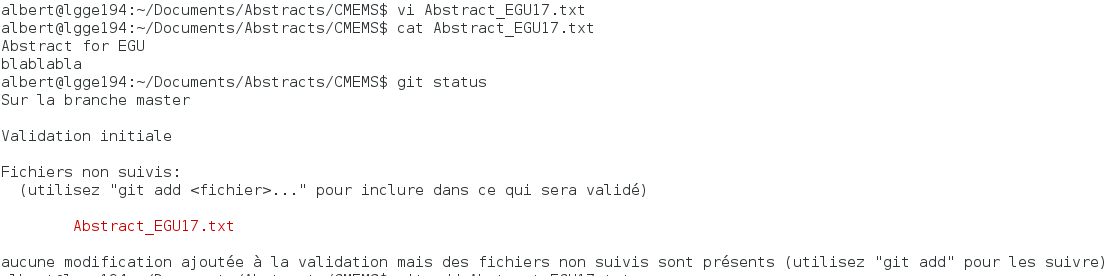 albert@lgge194:~/Documents/Abstracts/CMEMS$ vi Abstract_EGU17.txt
albert@lgge194:~/Documents/Abstracts/CMEMS$ cat Abstract_EGU17.txt
Abstract for EGU
blablabla
albert@lgge194:~/Documents/Abstracts/CMEMS$ git status
Sur la branche master
Validation initiale
Fichiers non suivis:
(utilisez "git add <fichier>..." pour inclure dans ce qui sera validé)
Abstract_EGU17.txt
aucune modification ajoutée à la validation mais des fichiers non suivis sont présents (utilisez "git add" pour les suivre)